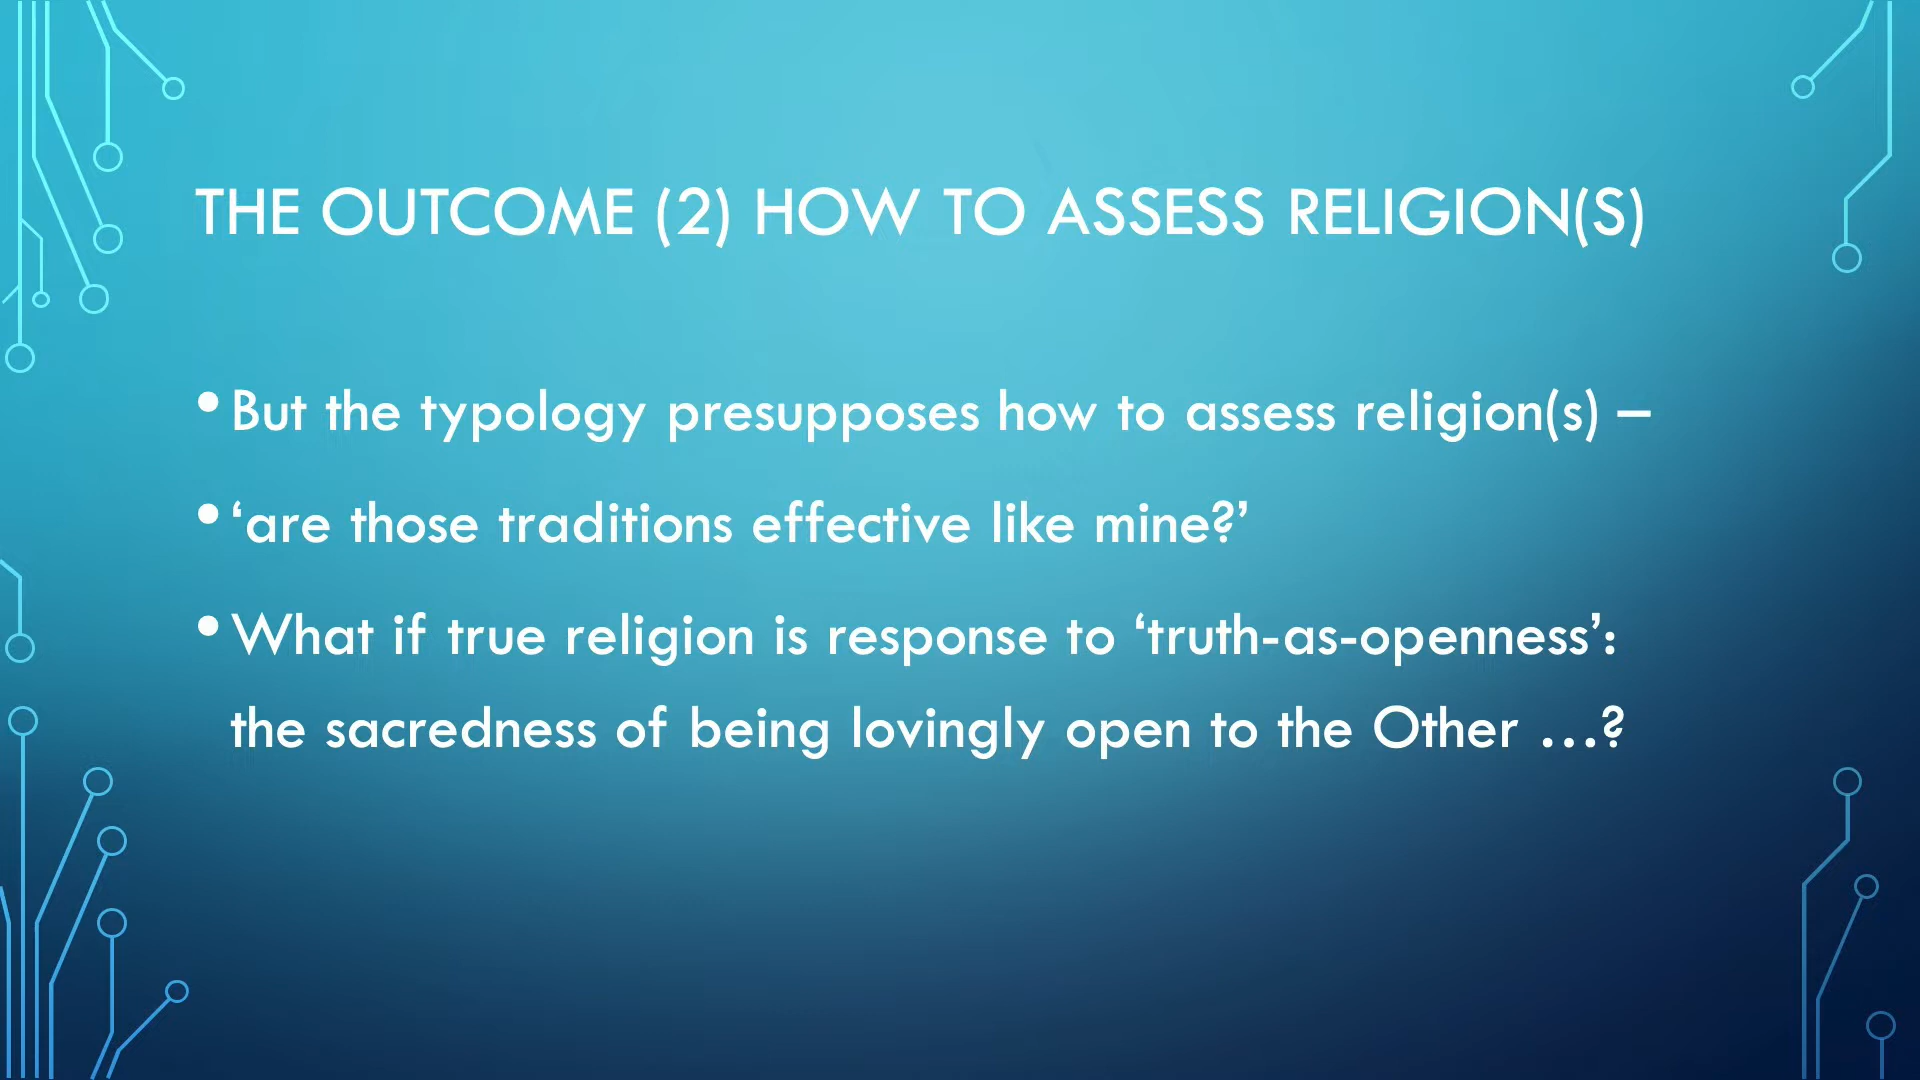 THE OUTCOME (2) HOW TO ASSESS RELIGION(S)
• But the typology presupposes how to assess religion(s) –
• ‘are those traditions effective like mine?’
• What if true religion is response to ‘truth-as-openness’:
the sacredness of being lovingly open to the Other …?